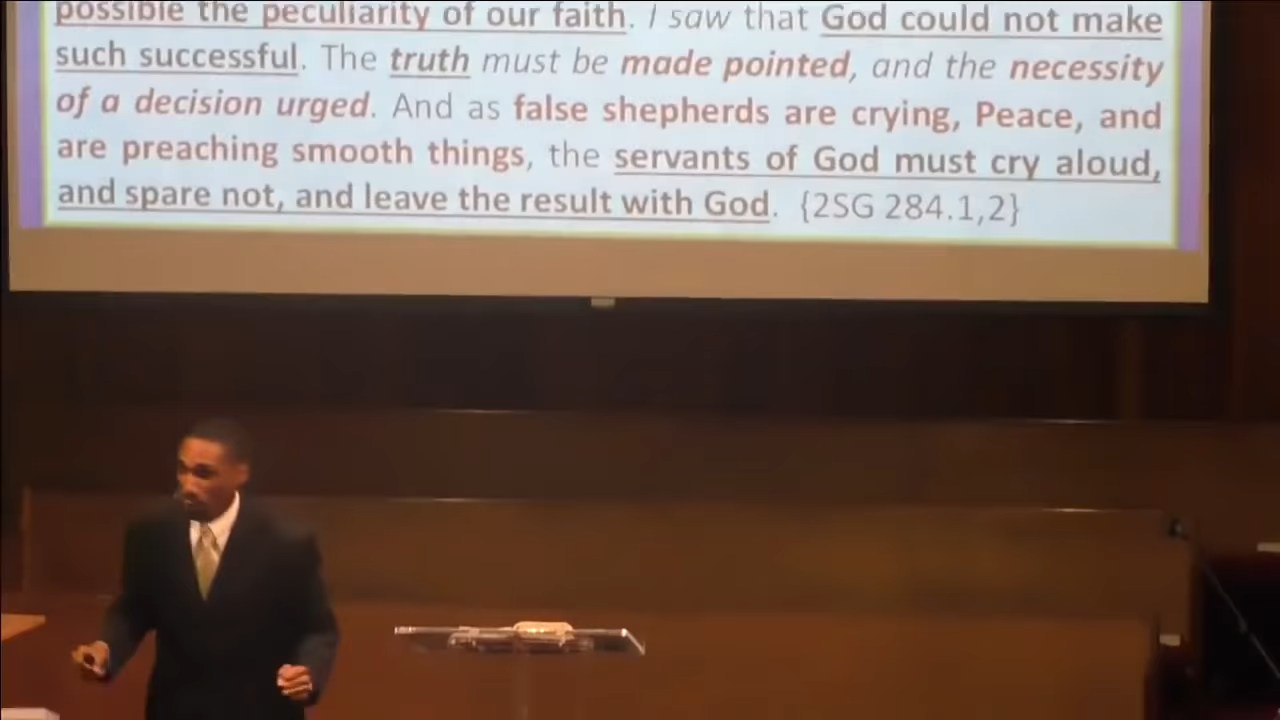 possible the peculiarity of our faith. I saw that God could not make
such successful. The truth must be made pointed, and the necessity
of a decision urged. And as false shepherds are crying, Peace, and
are preaching smooth things, the servants of God must cry aloud,
and spare not, and leave the result with God. {2SG 284.1,2}